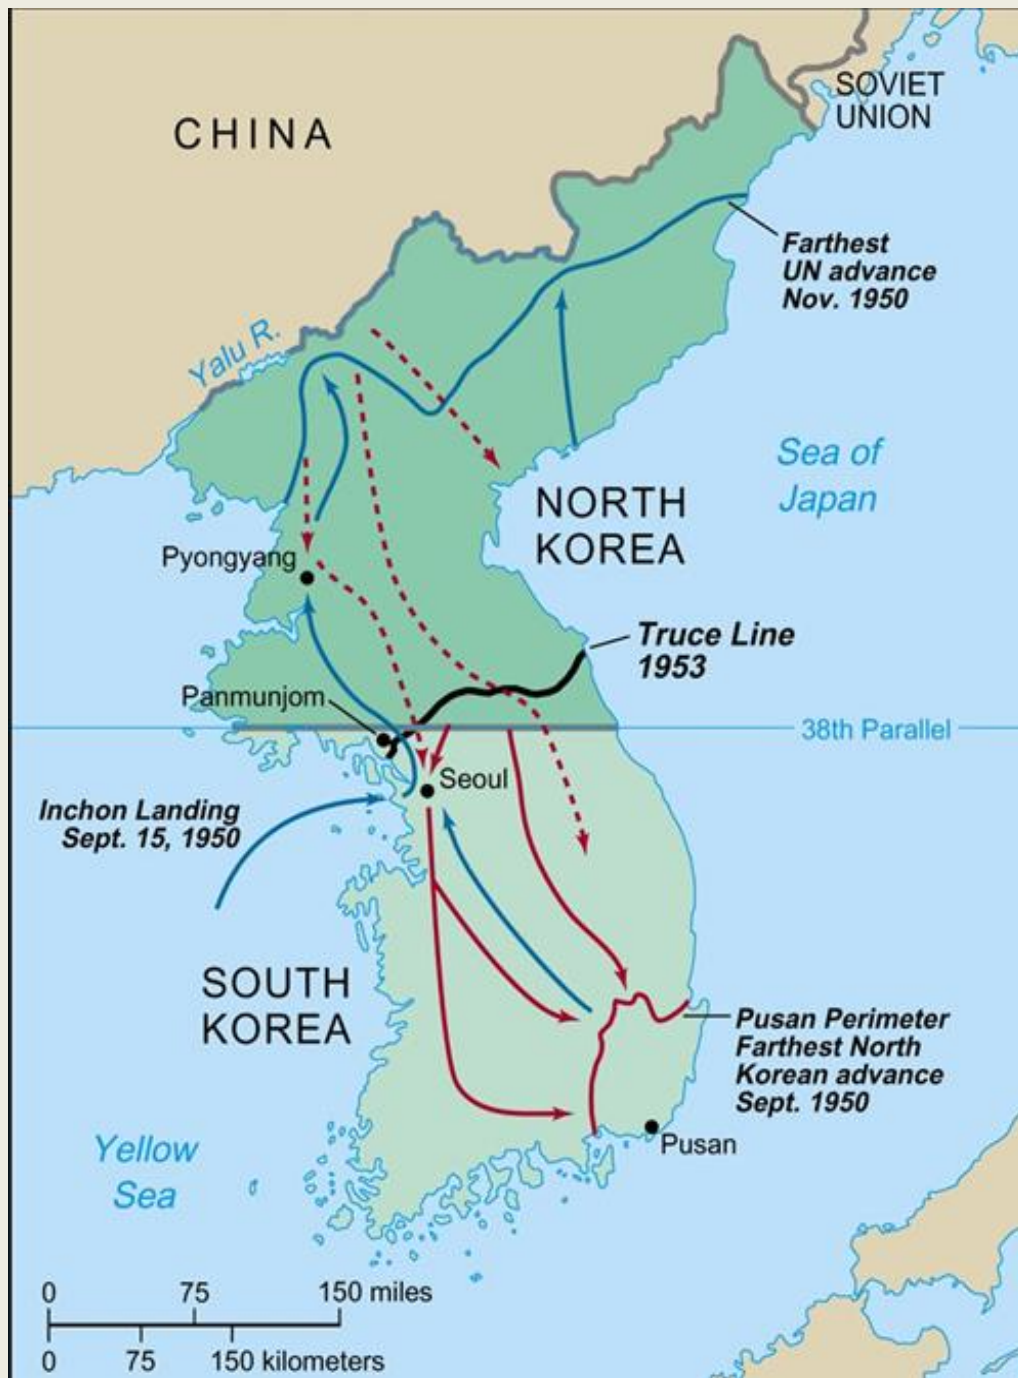 CHINA
SOVIET
UNION
Farthest
UN advance
Nov. 1950
Yalu R.
Sea of
Japan
NORTH
KOREA
Pyongyang
Truce Line
1953
Panmunjom
38th Parallel
Seoul
Inchon Landing
Sept. 15, 1950
SOUTH
KOREA
Pusan Perimeter
Farthest North
Korean advance
Sept. 1950
Pusan
Yellow
Sea
0 75 150 miles
0 75 150 kilometers